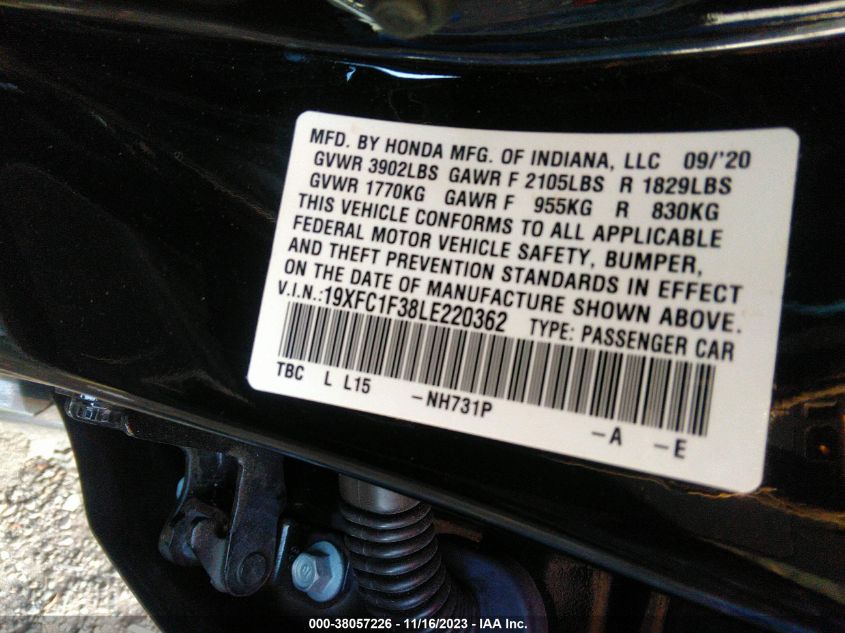 MFD. BY HONDA MFG. OF INDIANA, LLC 09/'20
GVWR 3902LBS GAWR F 2105LBS R 1829LBS
GVWR 1770KG GAWR F 955KG R 830KG
THIS VEHICLE CONFORMS TO ALL APPLICABLE
FEDERAL MOTOR VEHICLE SAFETY, BUMPER,
AND THEFT PREVENTION STANDARDS IN EFFECT
ON THE DATE OF MANUFACTURE SHOWN ABOVE.
V.I.N.:19XFC1F38LE220362 TYPE: PASSENGER CAR
TBC L L15 -NH731P -A -E
000-38057226 - 11/16/2023 - IAA Inc.